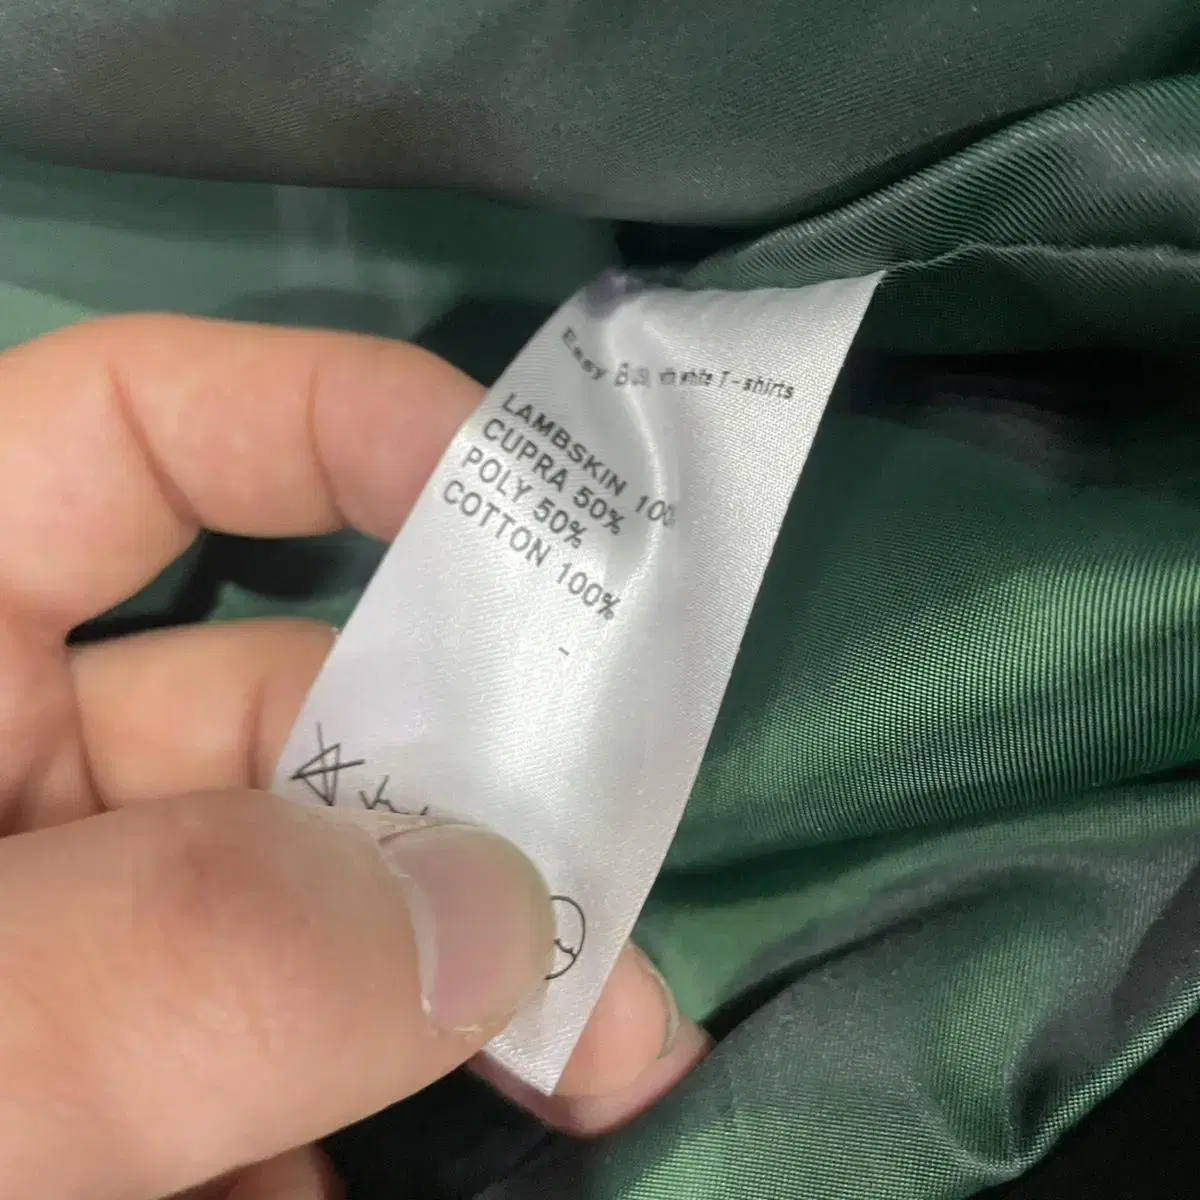 Easy with white T-shirts
LAMBSKIN 100
CUPRA 50%
POLY 50%
COTTON 100%
-